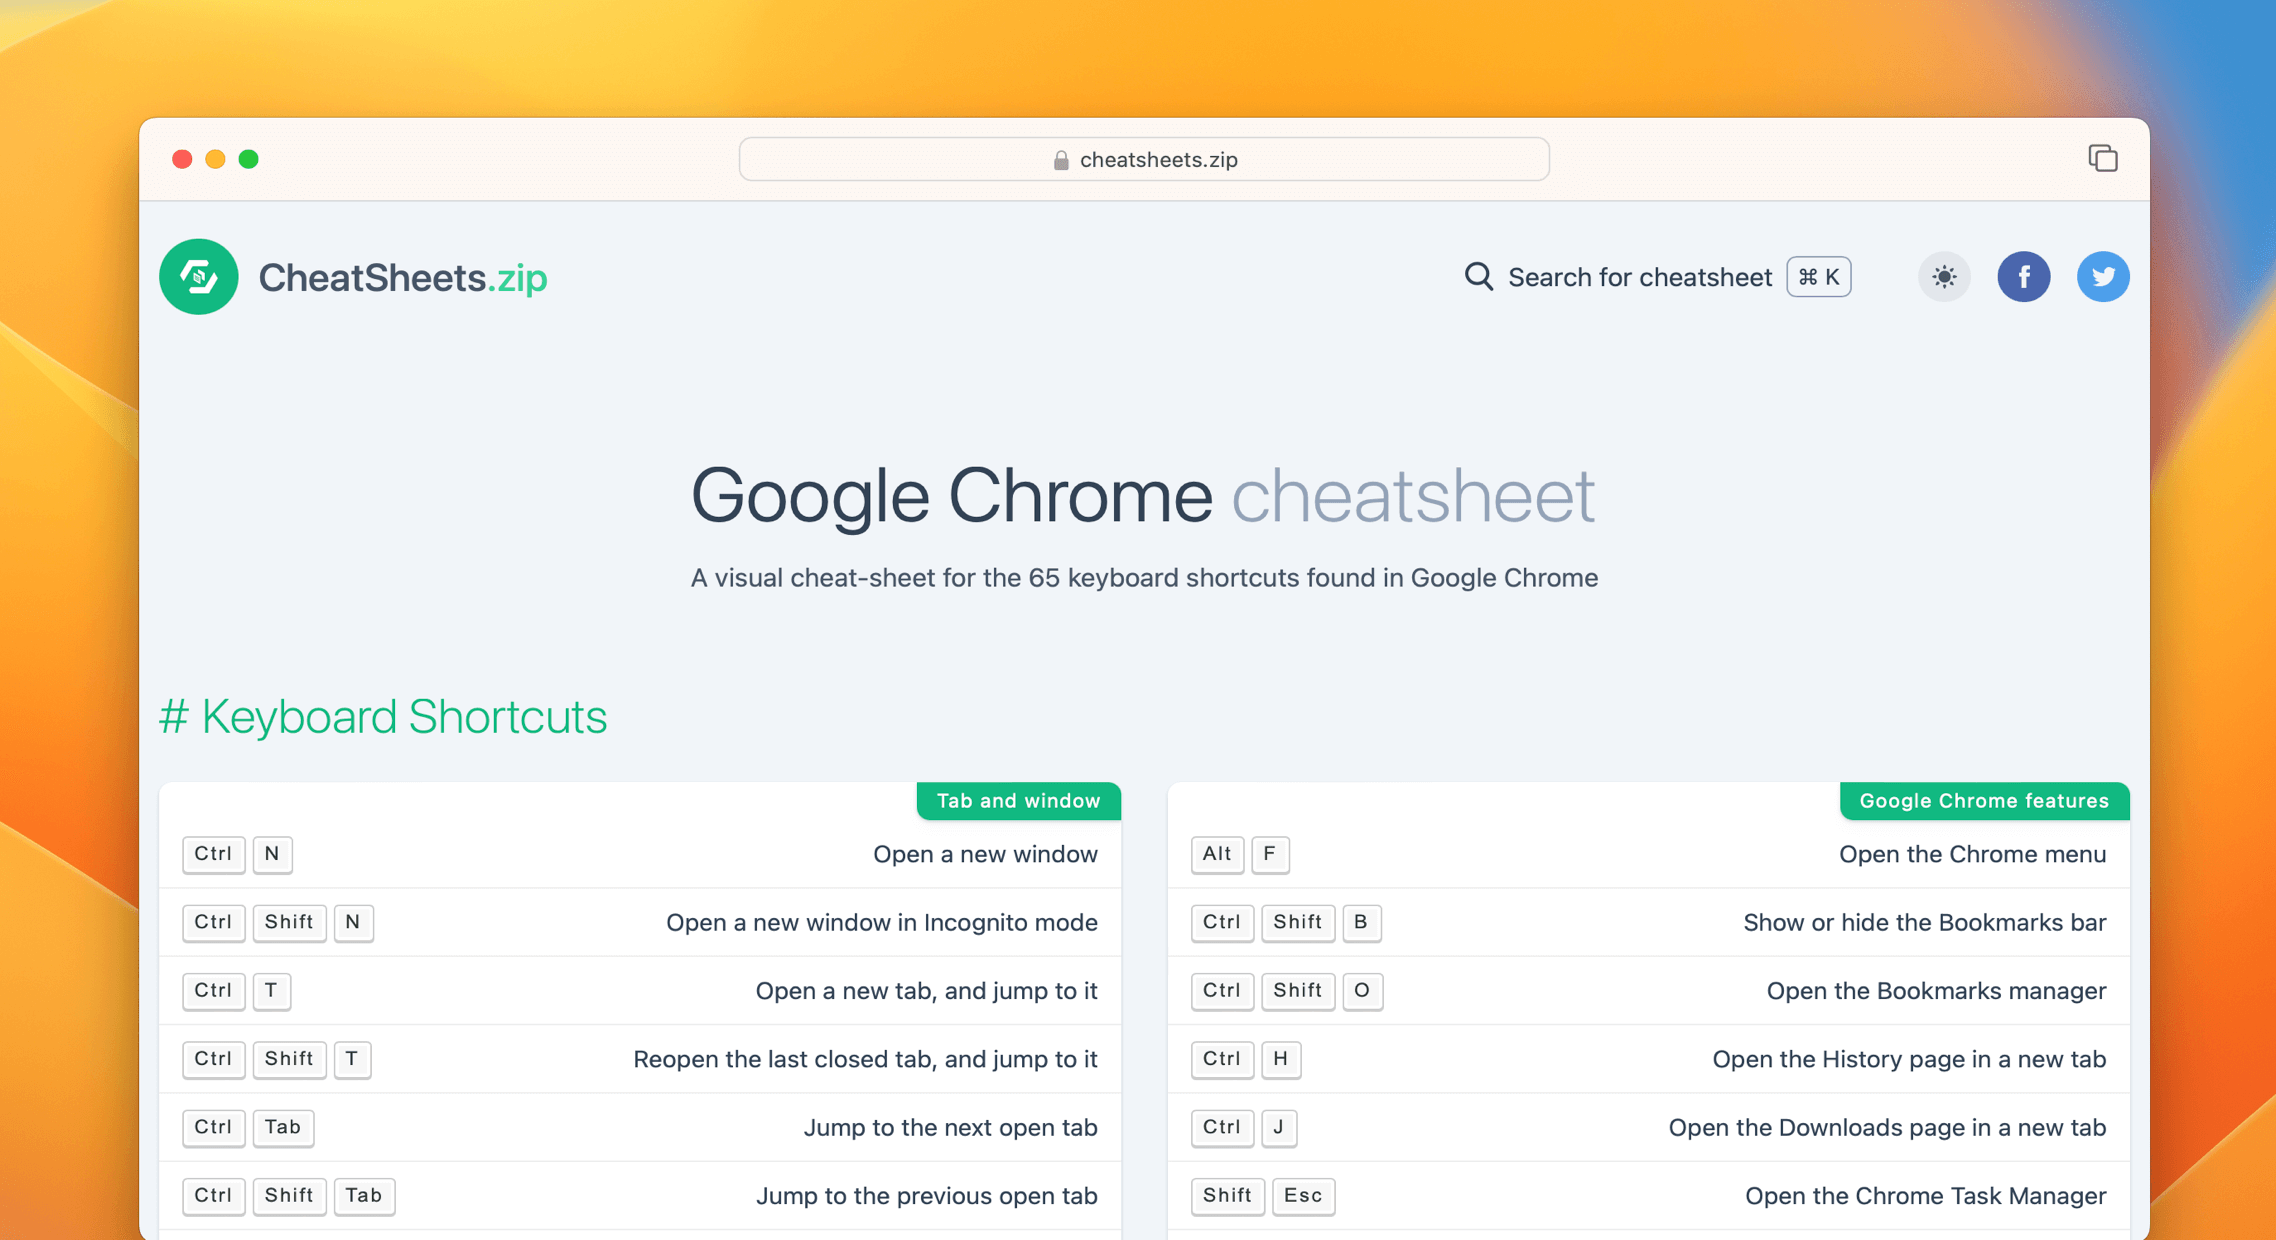 cheatsheets.zip
CheatSheets.zip
Search for cheatsheet ⌘ K
f
Google Chrome cheatsheet
A visual cheat-sheet for the 65 keyboard shortcuts found in Google Chrome
# Keyboard Shortcuts
Tab and window
Ctrl N Open a new window
Ctrl Shift N Open a new window in Incognito mode
Ctrl T Open a new tab, and jump to it
Ctrl Shift T Reopen the last closed tab, and jump to it
Ctrl Tab Jump to the next open tab
Ctrl Shift Tab Jump to the previous open tab
Google Chrome features
Alt F Open the Chrome menu
Ctrl Shift B Show or hide the Bookmarks bar
Ctrl Shift O Open the Bookmarks manager
Ctrl H Open the History page in a new tab
Ctrl J Open the Downloads page in a new tab
Shift Esc Open the Chrome Task Manager